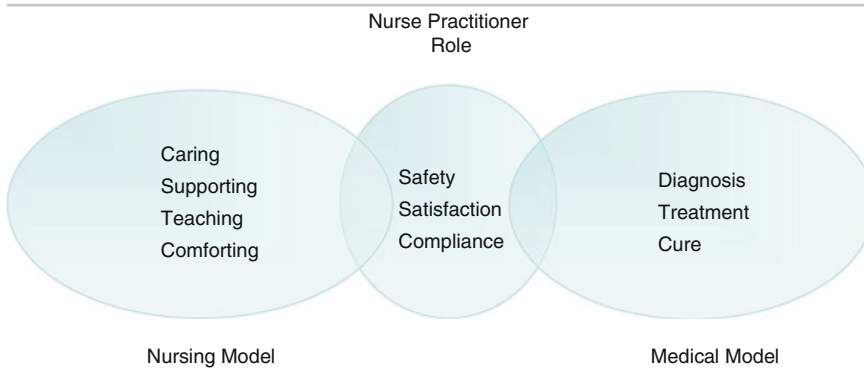 Nurse Practitioner
Role
Caring
Supporting
Teaching
Comforting
Safety
Satisfaction
Compliance
Diagnosis
Treatment
Cure
Nursing Model
Medical Model